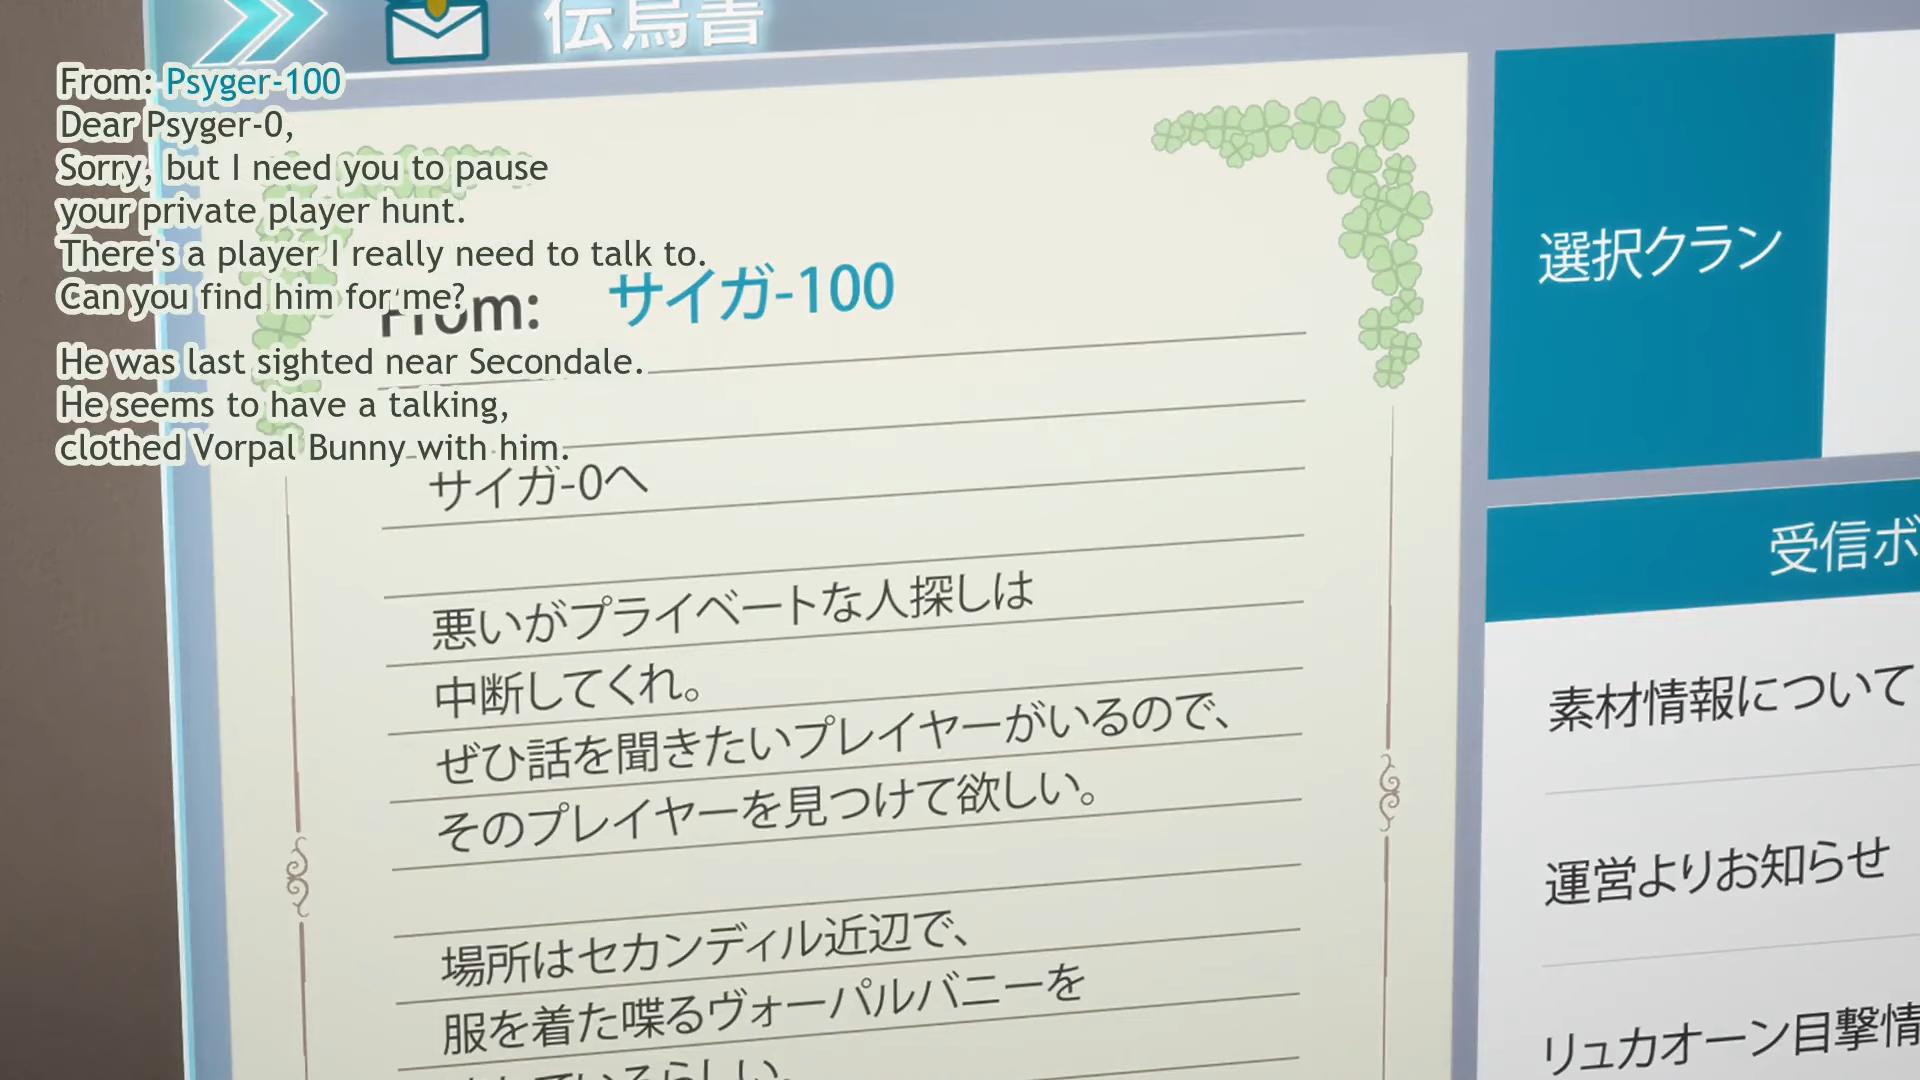 伝鳥書
From: Psyger-100
Dear Psyger-0,
Sorry, but I need you to pause
your private player hunt.
There's a player I really need to talk to.
Can you find him for me?
He was last sighted near Secondale.
He seems to have a talking,
clothed Vorpal Bunny with him.
From: サイガ-100
サイガ-0へ
悪いがプライベートな人探しは
中断してくれ。
ぜひ話を聞きたいプレイヤーがいるので、
そのプレイヤーを見つけて欲しい。
場所はセカンディル近辺で、
服を着た喋るヴォーパルバニーを
選択クラン
受信ボ
素材情報について
運営よりお知らせ
リュカオーン目撃情